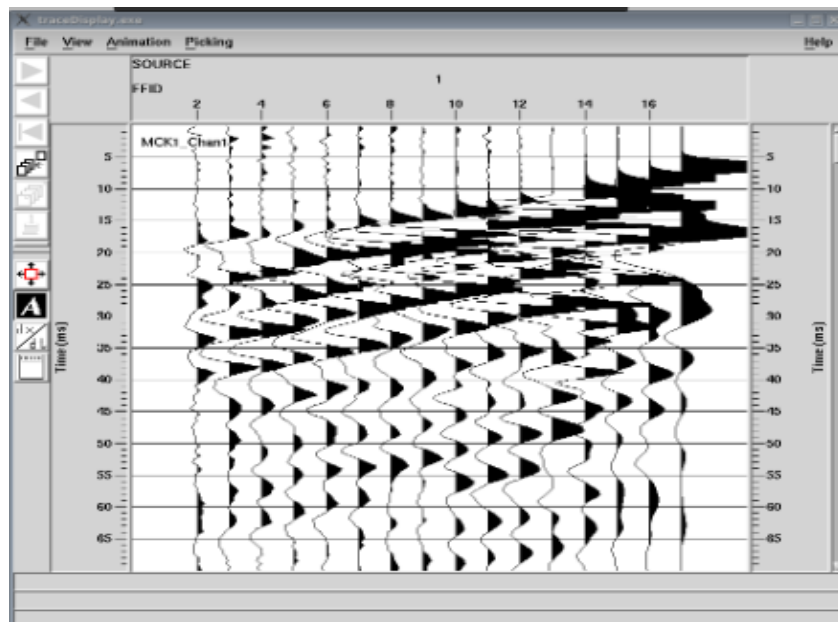 traceDisplay.exe
File View Animation Picking Help
SOURCE
1
FFID
2 4 6 8 10 12 14 16
MCK1_Chan1
5 5
10 10
15 15
20 20
25 25
30 30
35 35
40 40
45 45
50 50
55 55
60 60
65 65
Time (ms) Time (ms)
A